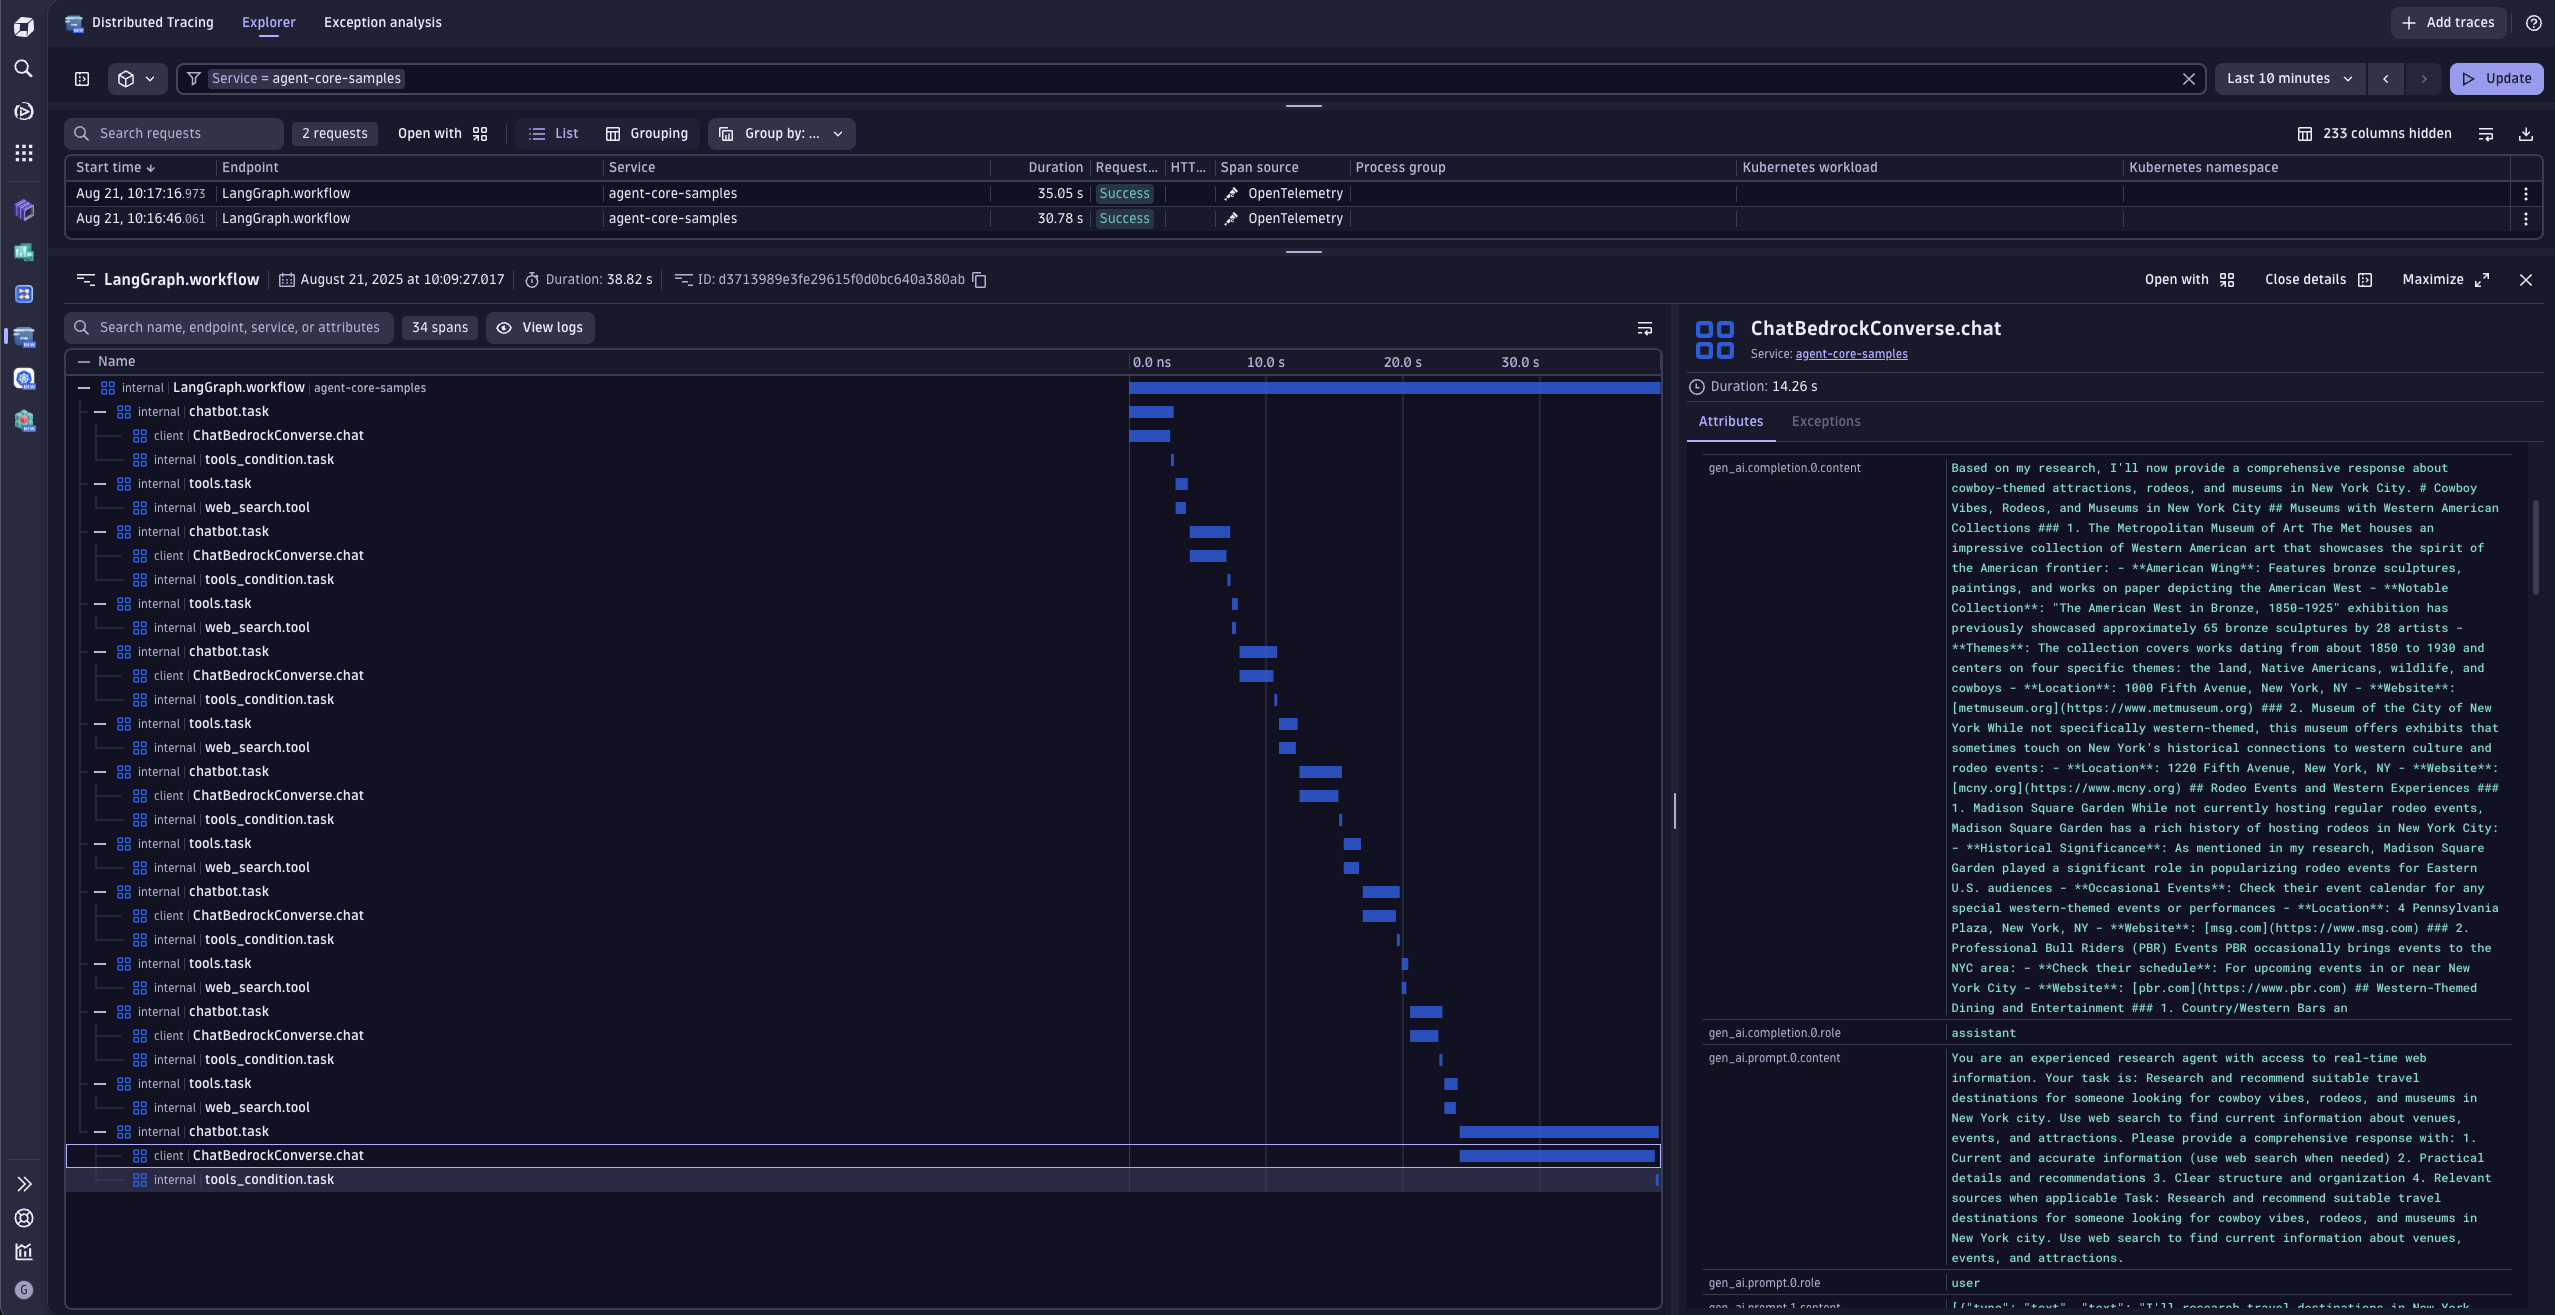 Distributed Tracing Explorer Exception analysis Add traces
Service = agent-core-samples Last 10 minutes Update
Search requests 2 requests Open with List Grouping Group by: ... 233 columns hidden
Start time Endpoint Service Duration Request... HTT... Span source Process group Kubernetes workload Kubernetes namespace
Aug 21, 10:17:16.973 LangGraph.workflow agent-core-samples 35.05 s Success OpenTelemetry
Aug 21, 10:16:46.061 LangGraph.workflow agent-core-samples 30.78 s Success OpenTelemetry
LangGraph.workflow August 21, 2025 at 10:09:27.017 Duration: 38.82 s ID: d3713989e3fe29615f0d0bc640a380ab Open with Close details Maximize
Search name, endpoint, service, or attributes 34 spans View logs
Name 0.0 ns 10.0 s 20.0 s 30.0 s
internal LangGraph.workflow agent-core-samples
internal chatbot.task
client ChatBedrockConverse.chat
internal tools_condition.task
internal tools.task
internal web_search.tool
internal chatbot.task
client ChatBedrockConverse.chat
internal tools_condition.task
internal tools.task
internal web_search.tool
internal chatbot.task
client ChatBedrockConverse.chat
internal tools_condition.task
internal tools.task
internal web_search.tool
internal chatbot.task
client ChatBedrockConverse.chat
internal tools_condition.task
internal tools.task
internal web_search.tool
internal chatbot.task
client ChatBedrockConverse.chat
internal tools_condition.task
internal tools.task
internal web_search.tool
internal chatbot.task
client ChatBedrockConverse.chat
internal tools_condition.task
internal tools.task
internal web_search.tool
internal chatbot.task
client ChatBedrockConverse.chat
internal tools_condition.task
ChatBedrockConverse.chat
Service: agent-core-samples
Duration: 14.26 s
Attributes Exceptions
gen_ai.completion.0.content Based on my research, I'll now provide a comprehensive response about
cowboy-themed attractions, rodeos, and museums in New York City. # Cowboy
Vibes, Rodeos, and Museums in New York City ## Museums with Western American
Collections ### 1. The Metropolitan Museum of Art The Met houses an
impressive collection of Western American art that showcases the spirit of
the American frontier: - **American Wing**: Features bronze sculptures,
paintings, and works on paper depicting the American West - **Notable
Collection**: "The American West in Bronze, 1850-1925" exhibition has
previously showcased approximately 65 bronze sculptures by 28 artists -
**Themes**: The collection covers works dating from about 1850 to 1930 and
centers on four specific themes: the land, Native Americans, wildlife, and
cowboys - **Location**: 1000 Fifth Avenue, New York, NY - **Website**:
[metmuseum.org](https://www.metmuseum.org) ### 2. Museum of the City of New
York While not specifically western-themed, this museum offers exhibits that
sometimes touch on New York's historical connections to western culture and
rodeo events: - **Location**: 1220 Fifth Avenue, New York, NY - **Website**:
[mcny.org](https://www.mcny.org) ## Rodeo Events and Western Experiences ###
1. Madison Square Garden While not currently hosting regular rodeo events,
Madison Square Garden has a rich history of hosting rodeos in New York City:
- **Historical Significance**: As mentioned in my research, Madison Square
Garden played a significant role in popularizing rodeo events for Eastern
U.S. audiences - **Occasional Events**: Check their event calendar for any
special western-themed events or performances - **Location**: 4 Pennsylvania
Plaza, New York, NY - **Website**: [msg.com](https://www.msg.com) ### 2.
Professional Bull Riders (PBR) Events PBR occasionally brings events to the
NYC area: - **Check their schedule**: For upcoming events in or near New
York City - **Website**: [pbr.com](https://www.pbr.com) ## Western-Themed
Dining and Entertainment ### 1. Country/Western Bars an
gen_ai.completion.0.role assistant
gen_ai.prompt.0.content You are an experienced research agent with access to real-time web
information. Your task is: Research and recommend suitable travel
destinations for someone looking for cowboy vibes, rodeos, and museums in
New York city. Use web search to find current information about venues,
events, and attractions. Please provide a comprehensive response with: 1.
Current and accurate information (use web search when needed) 2. Practical
details and recommendations 3. Clear structure and organization 4. Relevant
sources when applicable Task: Research and recommend suitable travel
destinations for someone looking for cowboy vibes, rodeos, and museums in
New York city. Use web search to find current information about venues,
events, and attractions.
gen_ai.prompt.0.role user
gen_ai.prompt.1.content [{"type": "text", "text": "I'll research travel destinations in New York
G